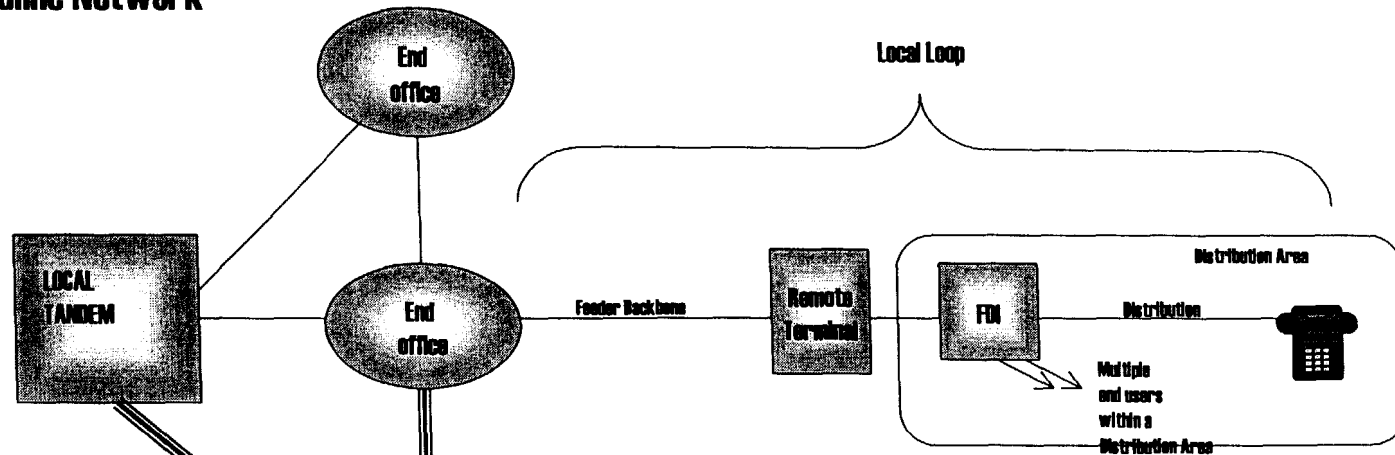 Network
End
office
Local Loop
LOCAL
TANDEM
End
office
Feeder Backbone
Remote
Terminal
Distribution Area
FDI
Distribution
Multiple
end users
within a
Distribution Area